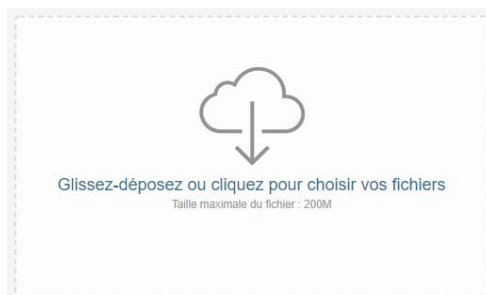 Glissez-déposez ou cliquez pour choisir vos fichiers
Taille maximale du fichier : 200M